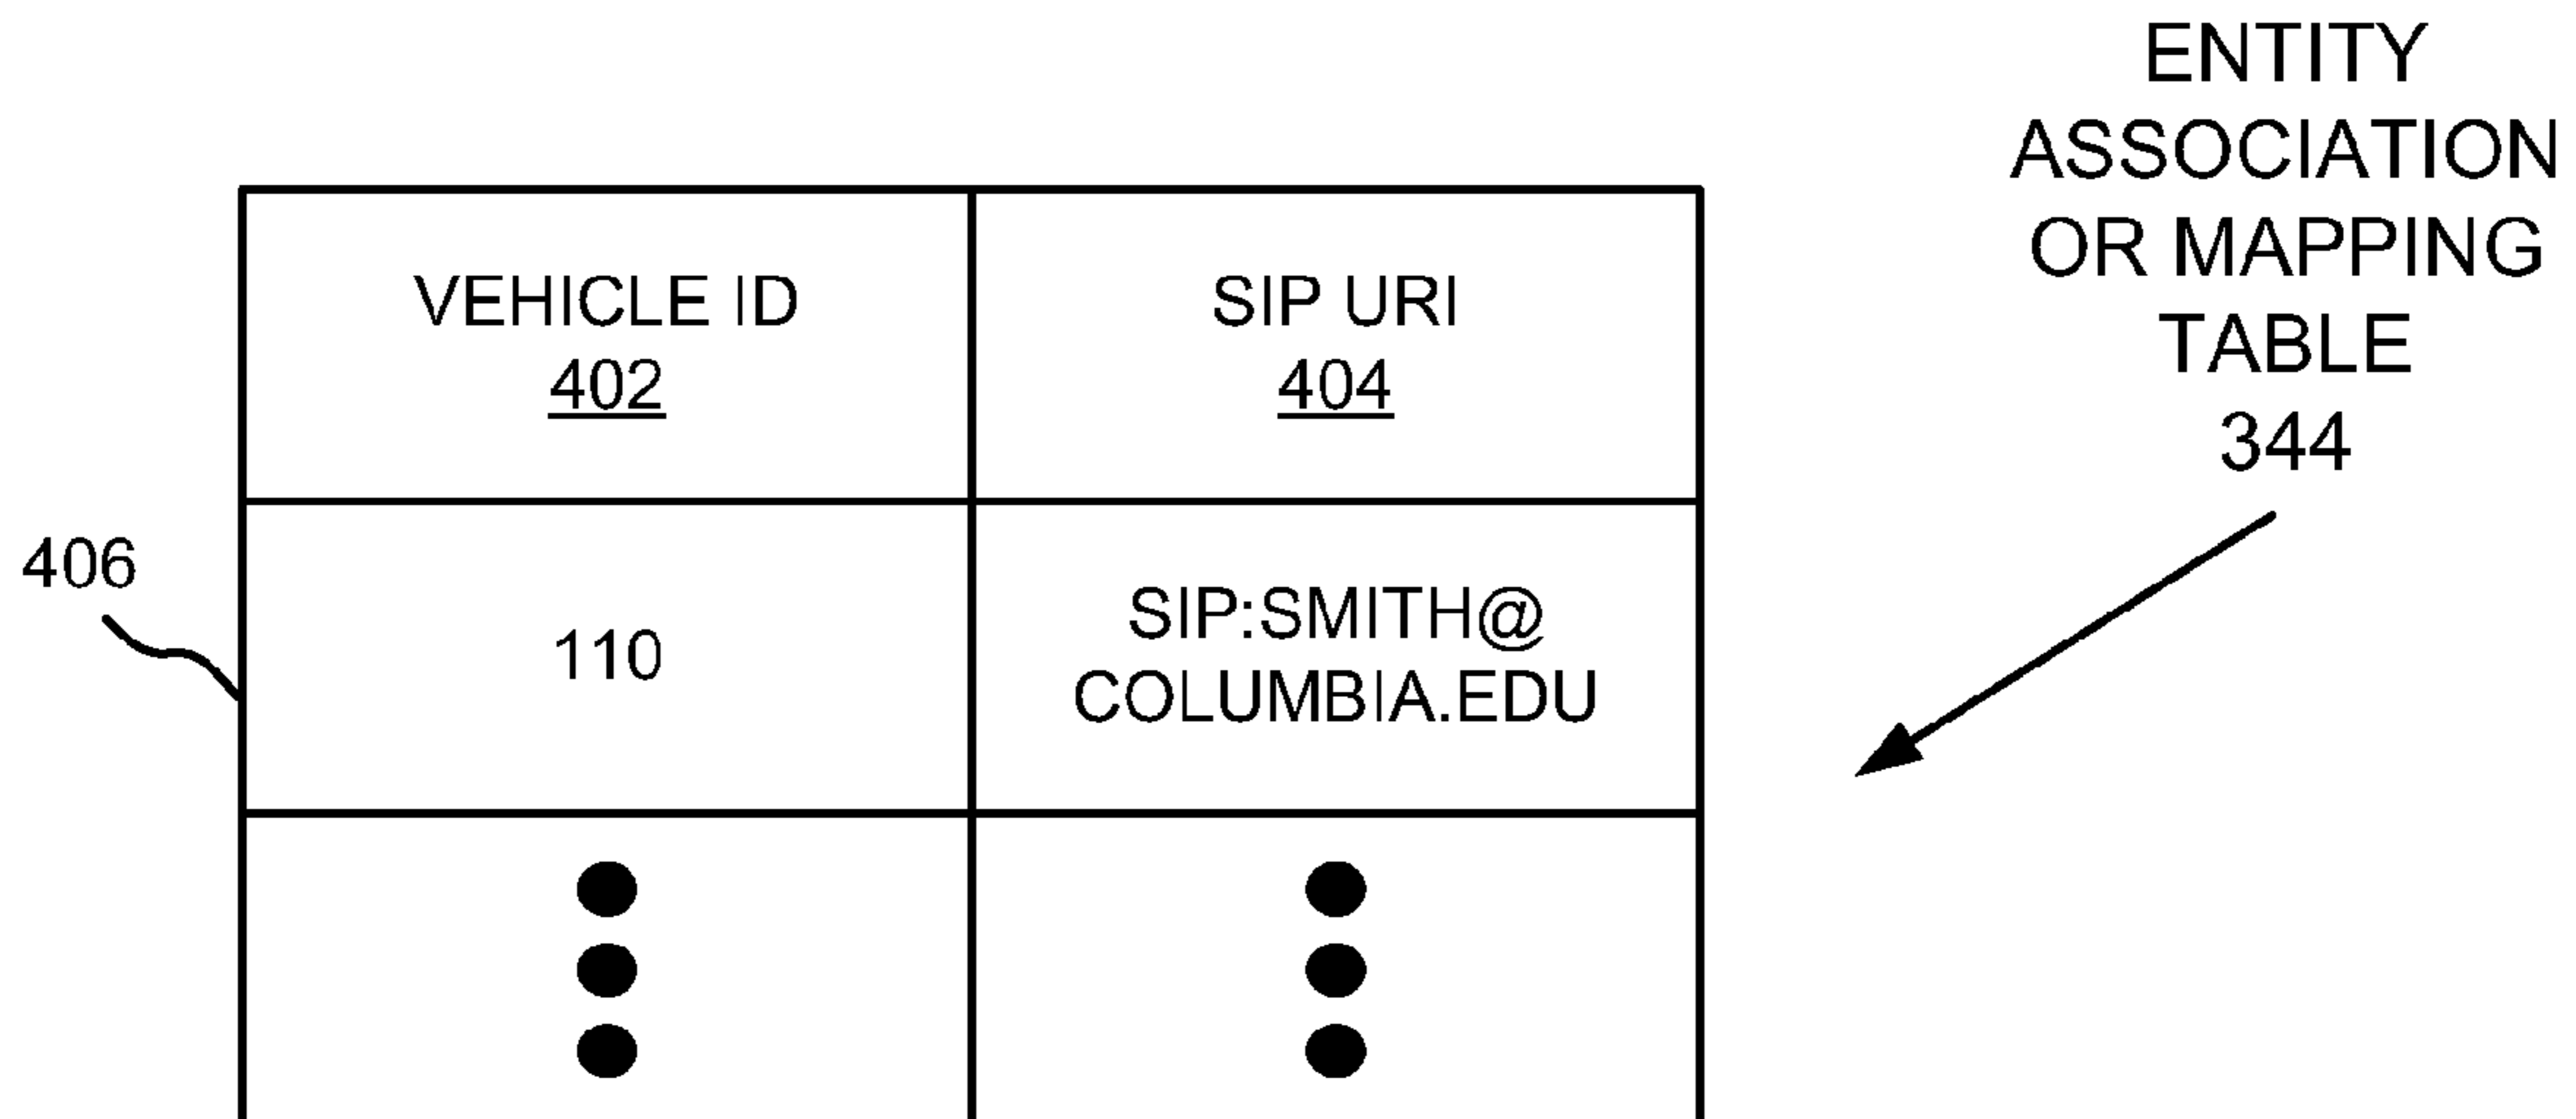 ENTITY
ASSOCIATION
OR MAPPING
TABLE
344
VEHICLE ID
402
SIP URI
404
406
110
SIP:SMITH@
COLUMBIA.EDU